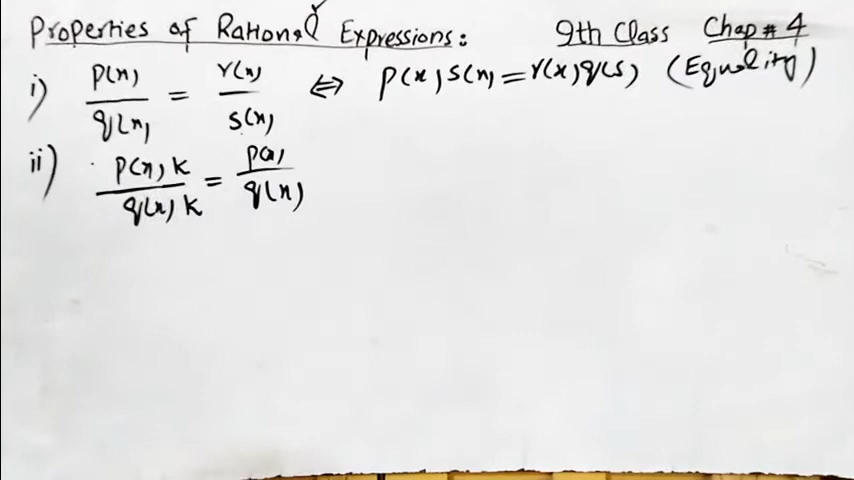 Properties of Rational Expressions: 9th Class Chap # 4
i) p(x)/q(x) = r(x)/s(x) ⇔ p(x) s(x) = r(x) q(s) (Equality)
ii) p(x) k / q(x) k = p(x) / q(x)